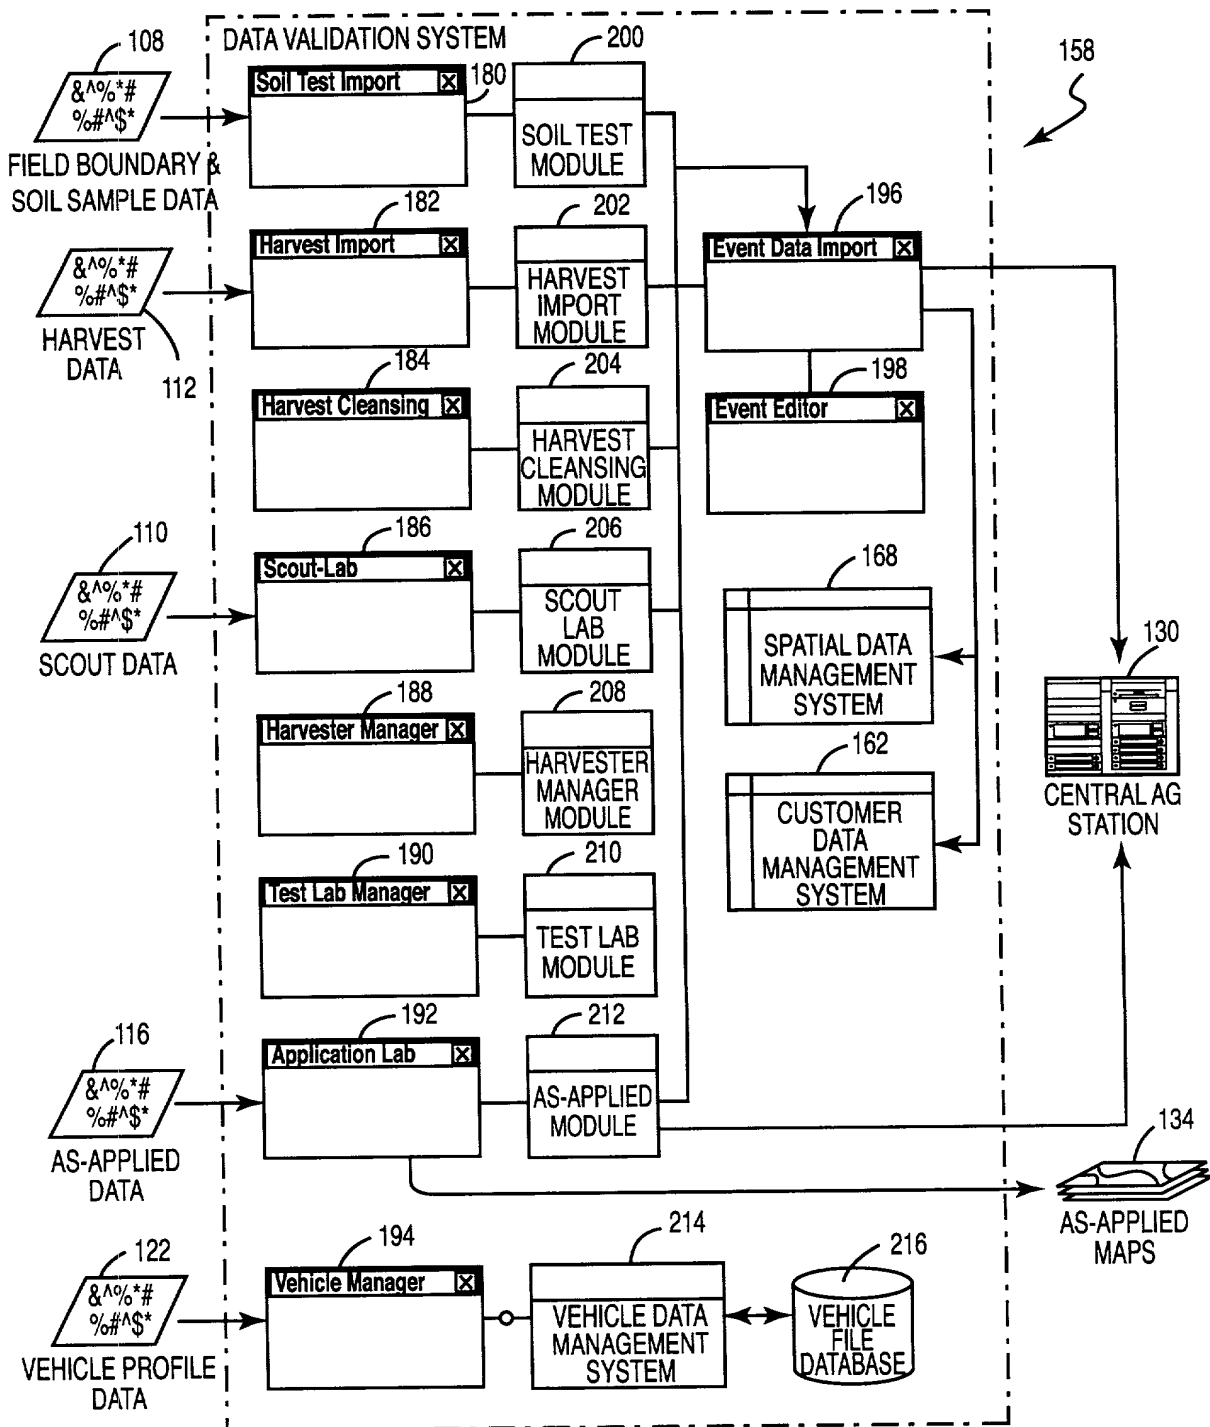 108
DATA VALIDATION SYSTEM
200
158
&^%*#
%#^$*
Soil Test Import
180
FIELD BOUNDARY &
SOIL SAMPLE DATA
SOIL TEST
MODULE
182
202
196
&^%*#
%#^$*
Harvest Import
Event Data Import
HARVEST
DATA
112
HARVEST
IMPORT
MODULE
184
204
198
Harvest Cleansing
Event Editor
HARVEST
CLEANSING
MODULE
110
186
206
168
&^%*#
%#^$*
Scout-Lab
SCOUT DATA
SCOUT
LAB
MODULE
SPATIAL DATA
MANAGEMENT
SYSTEM
130
188
208
162
Harvester Manager
HARVESTER
MANAGER
MODULE
CENTRAL AG
STATION
CUSTOMER
DATA
MANAGEMENT
SYSTEM
190
210
Test Lab Manager
TEST LAB
MODULE
116
192
212
&^%*#
%#^$*
Application Lab
AS-APPLIED
MODULE
AS-APPLIED
DATA
134
AS-APPLIED
MAPS
122
194
214
216
&^%*#
%#^$*
Vehicle Manager
VEHICLE DATA
MANAGEMENT
SYSTEM
VEHICLE
FILE
DATABASE
VEHICLE PROFILE
DATA